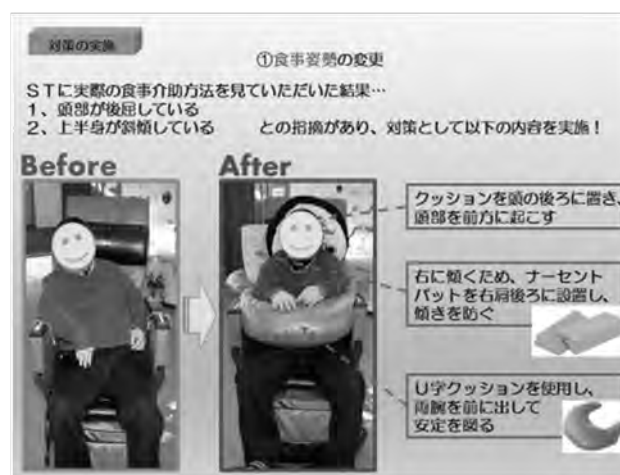 対策の実施
①食事姿勢の変更
STに実際の食事介助方法を見ていただいた結果…
1、頭部が後屈している
2、上半身が斜傾している　　との指摘があり、対策として以下の内容を実施！
Before
After
クッションを頭の後ろに置き、
頭部を前方に起こす
右に傾くため、ナーセント
パットを右肩後ろに設置し、
傾きを防ぐ
U字クッションを使用し、
両腕を前に出して
安定を図る